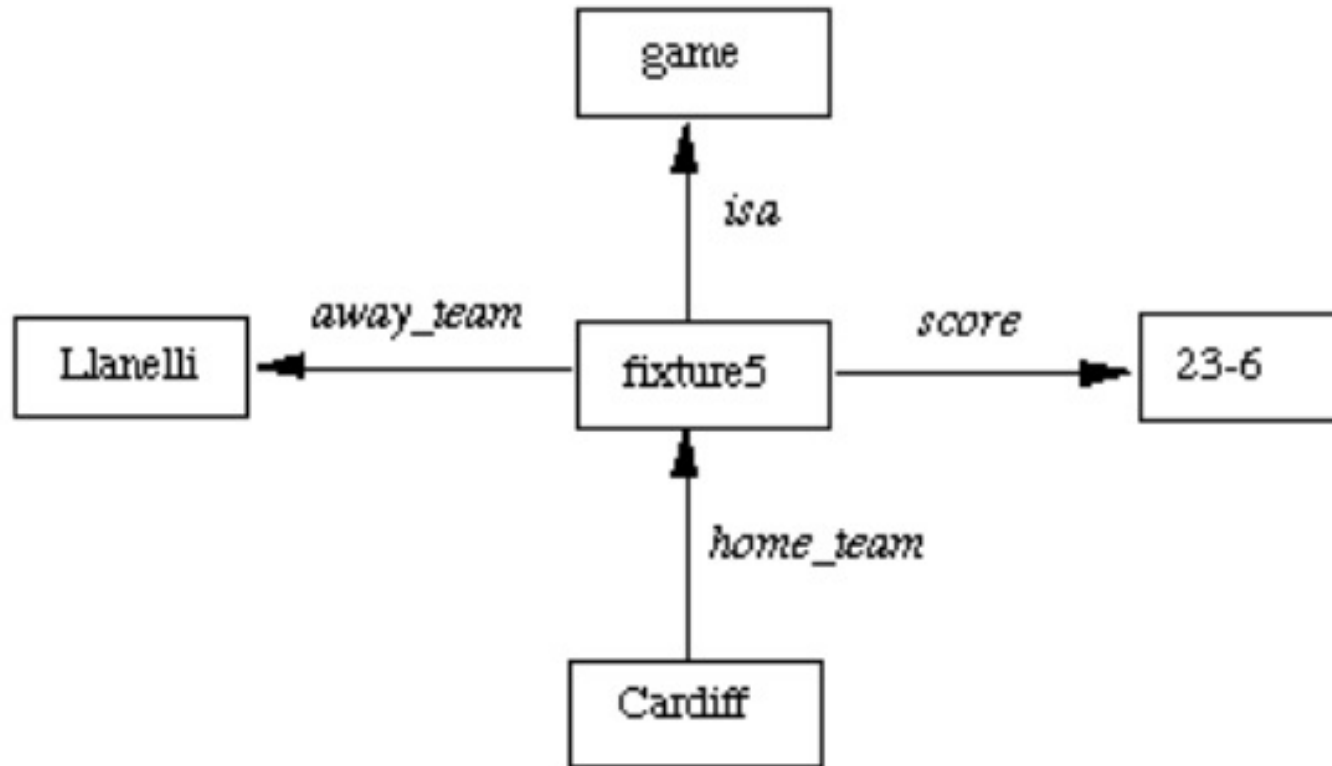 game
isa
away_team
score
Llanelli
fixture5
23-6
home_team
Cardiff